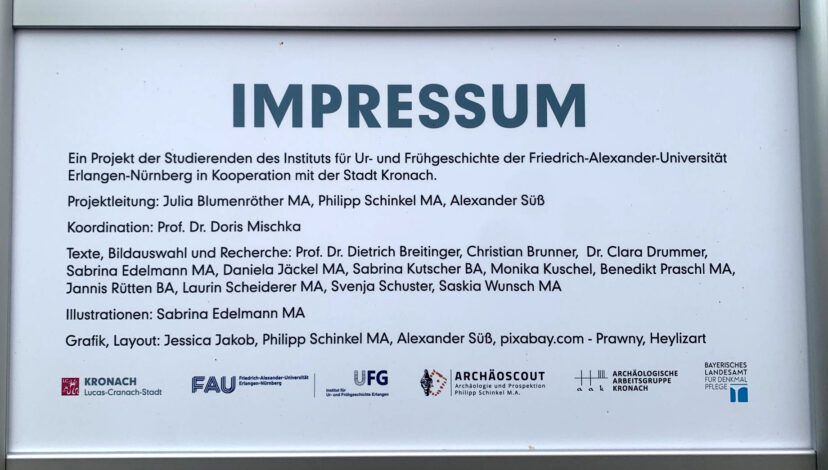 IMPRESSUM
Ein Projekt der Studierenden des Instituts für Ur- und Frühgeschichte der Friedrich-Alexander-Universität
Erlangen-Nürnberg in Kooperation mit der Stadt Kronach.
Projektleitung: Julia Blumenröther MA, Philipp Schinkel MA, Alexander Süß
Koordination: Prof. Dr. Doris Mischka
Texte, Bildauswahl und Recherche: Prof. Dr. Dietrich Breitinger, Christian Brunner, Dr. Clara Drummer,
Sabrina Edelmann MA, Daniela Jäckel MA, Sabrina Kutscher BA, Monika Kuschel, Benedikt Praschl MA,
Jannis Rütten BA, Laurin Scheiderer MA, Svenja Schuster, Saskia Wunsch MA
Illustrationen: Sabrina Edelmann MA
Grafik, Layout: Jessica Jakob, Philipp Schinkel MA, Alexander Süß, pixabay.com - Prawny, Heylizart
KRONACH
Lucas-Cranach-Stadt
FAU
Friedrich-Alexander-Universität
Erlangen-Nürnberg
UFG
Institut für
Ur- und Frühgeschichte Erlangen
ARCHÄOSCOUT
Archäologie und Prospektion
Philipp Schinkel M.A.
a a k
ARCHÄOLOGISCHE
ARBEITSGRUPPE
KRONACH
BAYERISCHES
LANDESAMT
FÜR DENKMAL
PFLEGE